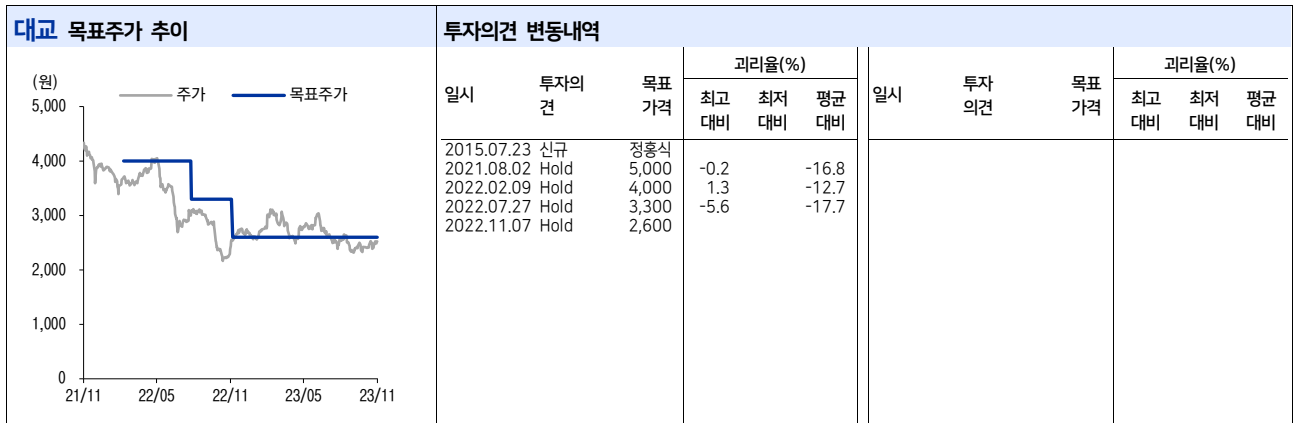 대교 목표주가 추이
(원)
주가 목표주가
5,000
4,000
3,000
2,000
1,000
0
21/11 22/05 22/11 23/05 23/11
투자의견 변동내역
일시 투자의견 목표가격 괴리율(%)
최고대비 최저대비 평균대비
2015.07.23 신규 정홍식
2021.08.02 Hold 5,000 -0.2 -16.8
2022.02.09 Hold 4,000 1.3 -12.7
2022.07.27 Hold 3,300 -5.6 -17.7
2022.11.07 Hold 2,600
일시 투자의견 목표가격 괴리율(%)
최고대비 최저대비 평균대비